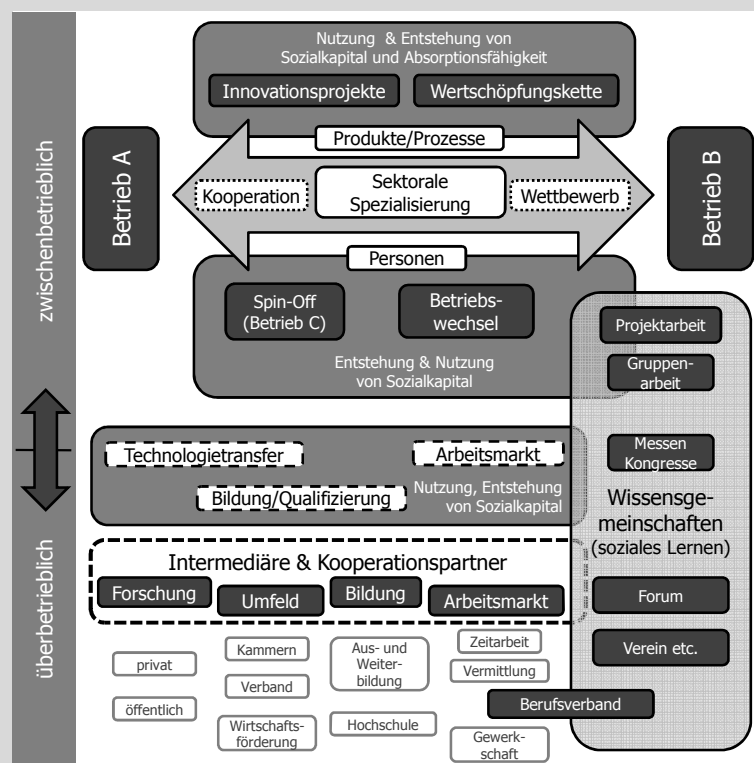 zwischenbetrieblich
überbetrieblich
Nutzung & Entstehung von
Sozialkapital und Absorptionsfähigkeit
Innovationsprojekte
Wertschöpfungskette
Betrieb A
Produkte/Prozesse
Kooperation
Sektorale
Spezialisierung
Wettbewerb
Betrieb B
Personen
Spin-Off
(Betrieb C)
Betriebs-
wechsel
Entstehung & Nutzung
von Sozialkapital
Projektarbeit
Gruppen-
arbeit
Messen
Kongresse
Wissensge-
meinschaften
(soziales Lernen)
Forum
Verein etc.
Berufsverband
Technologietransfer
Arbeitsmarkt
Bildung/Qualifizierung
Nutzung, Entstehung
von Sozialkapital
Intermediäre & Kooperationspartner
Forschung
Umfeld
Bildung
Arbeitsmarkt
privat
öffentlich
Kammern
Verband
Wirtschafts-
förderung
Aus- und
Weiter-
bildung
Hochschule
Zeitarbeit
Vermittlung
Gewerk-
schaft